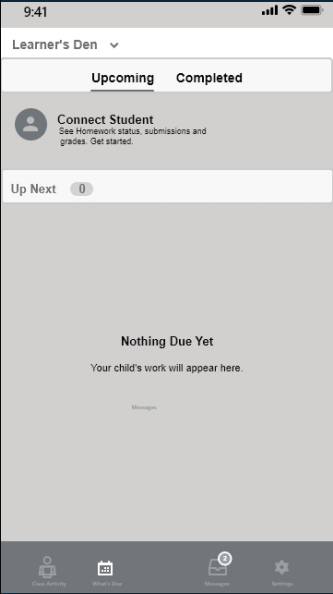 9:41
Learner's Den
Upcoming Completed
Connect Student
See Homework status, submissions and
grades. Get started.
Up Next 0
Nothing Due Yet
Your child's work will appear here.
Messages
2
Class Activity What's Due Messages Settings